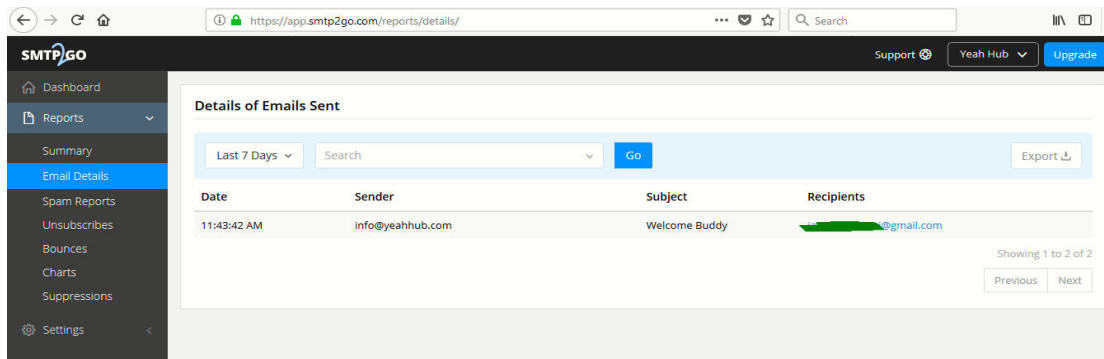 https://app.smtp2go.com/reports/details/
Search
SMTP2GO
Support
Yeah Hub
Upgrade
Dashboard
Reports
Summary
Email Details
Spam Reports
Unsubscribes
Bounces
Charts
Suppressions
Settings
Details of Emails Sent
Last 7 Days
Search
Go
Export
Date Sender Subject Recipients
11:43:42 AM info@yeahhub.com Welcome Buddy @gmail.com
Showing 1 to 2 of 2
Previous Next